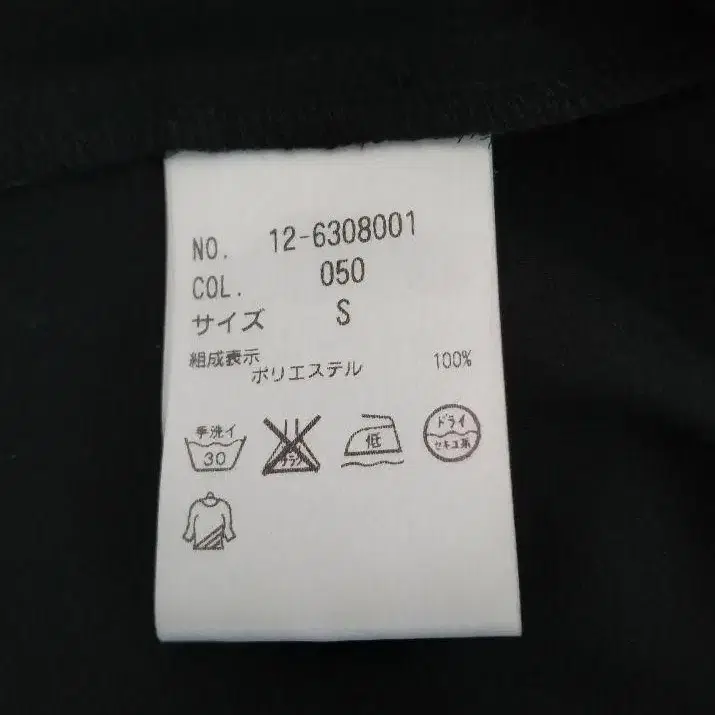 NO. 12-6308001
COL. 050
サイズ S
組成表示
ポリエステル 100%
手洗イ
30
低
ドライ
セキユ系